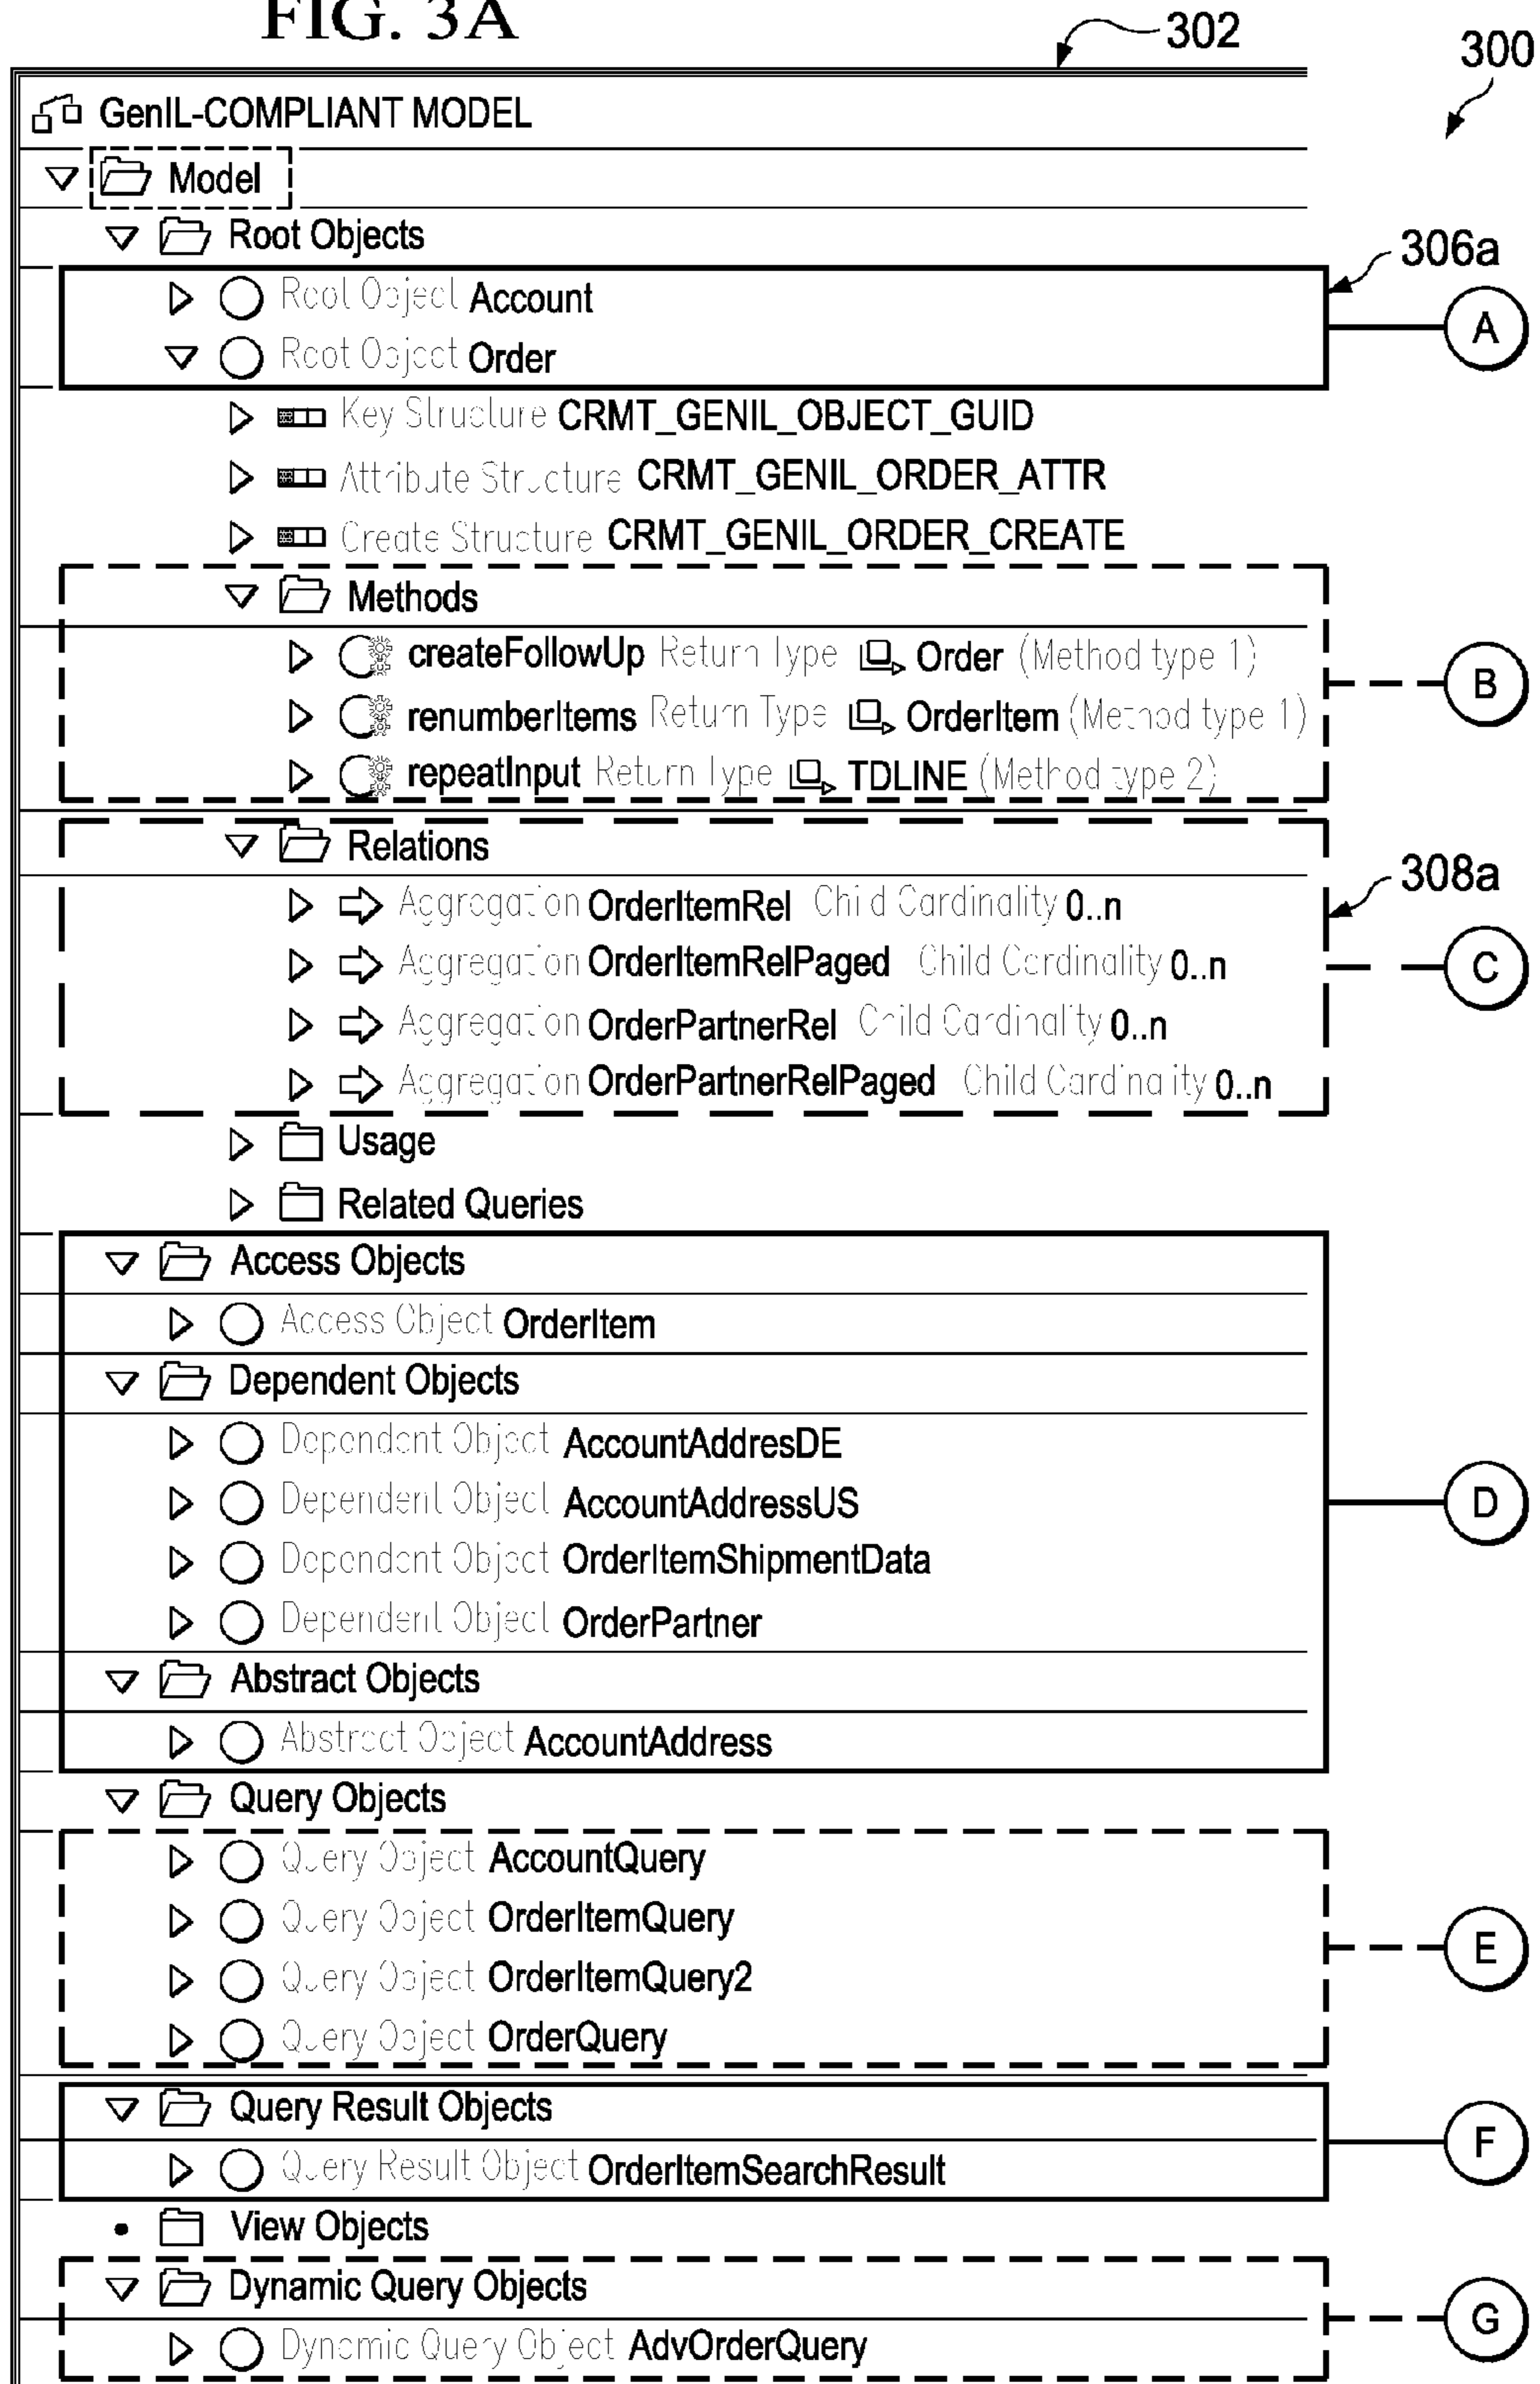 FIG. 3A
302
300
GenIL-COMPLIANT MODEL
Model
Root Objects
306a
Root Object Account
A
Root Object Order
Key Structure CRMT_GENIL_OBJECT_GUID
Attribute Structure CRMT_GENIL_ORDER_ATTR
Create Structure CRMT_GENIL_ORDER_CREATE
Methods
createFollowUp Return Type Order (Method type 1)
B
renumberItems Return Type OrderItem (Method type 1)
repeatInput Return Type TDLINE (Method type 2)
Relations
308a
Aggregation OrderItemRel Child Cardinality 0..n
Aggregation OrderItemRelPaged Child Cardinality 0..n
C
Aggregation OrderPartnerRel Child Cardinality 0..n
Aggregation OrderPartnerRelPaged Child Cardinality 0..n
Usage
Related Queries
Access Objects
Access Object OrderItem
Dependent Objects
Dependent Object AccountAddresDE
Dependent Object AccountAddressUS
D
Dependent Object OrderItemShipmentData
Dependent Object OrderPartner
Abstract Objects
Abstract Object AccountAddress
Query Objects
Query Object AccountQuery
Query Object OrderItemQuery
E
Query Object OrderItemQuery2
Query Object OrderQuery
Query Result Objects
F
Query Result Object OrderItemSearchResult
View Objects
Dynamic Query Objects
G
Dynamic Query Object AdvOrderQuery